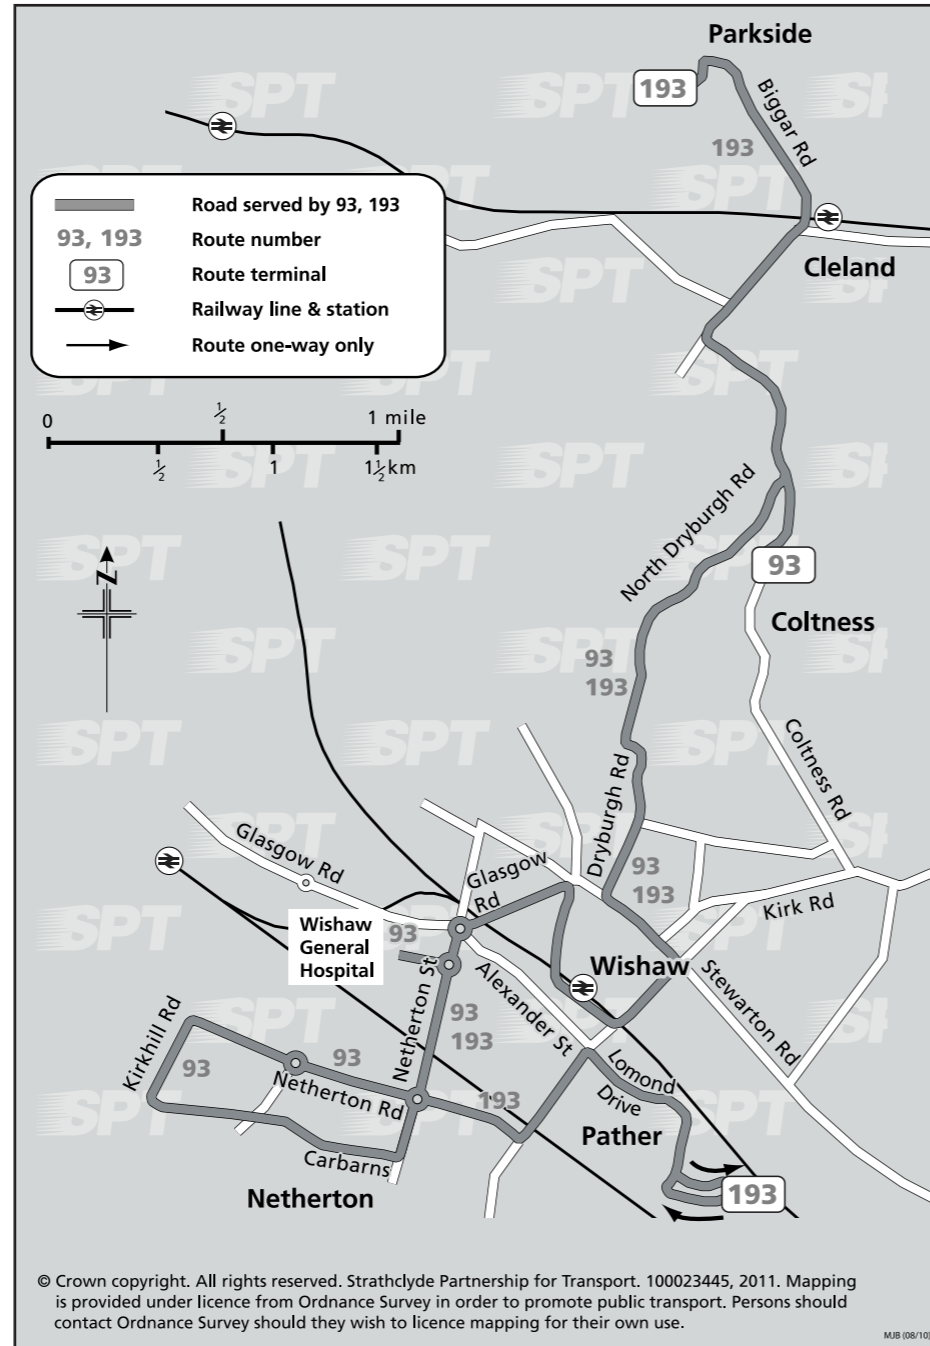 Parkside
193
Biggar Rd
193
Cleland
Road served by 93, 193
93, 193 Route number
93 Route terminal
Railway line & station
Route one-way only
0 ½ 1 mile
½ 1 1½km
N
North Dryburgh Rd
93
Coltness
93
193
Coltness Rd
Dryburgh Rd
Glasgow Rd
Glasgow
Rd
93
193
Kirk Rd
Wishaw
General
Hospital
93
Wishaw
Stewarton Rd
Alexander St
Netherton St
93
193
Kirkhill Rd
93
93
Netherton Rd
193
Lomond
Drive
Pather
Carbarns
Netherton
193
© Crown copyright. All rights reserved. Strathclyde Partnership for Transport. 100023445, 2011. Mapping
is provided under licence from Ordnance Survey in order to promote public transport. Persons should
contact Ordnance Survey should they wish to licence mapping for their own use.
MJB (08/10)
SPT